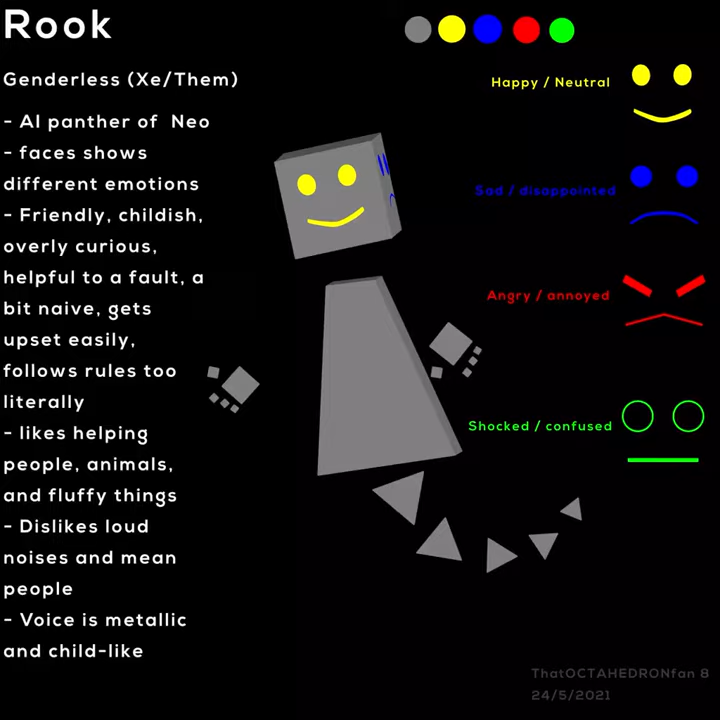 Rook
Genderless (Xe/Them)
- AI panther of Neo
- faces shows
different emotions
- Friendly, childish,
overly curious,
helpful to a fault, a
bit naive, gets
upset easily,
follows rules too
literally
- likes helping
people, animals,
and fluffy things
- Dislikes loud
noises and mean
people
- Voice is metallic
and child-like
Happy / Neutral
Sad / disappointed
Angry / annoyed
Shocked / confused
ThatOCTAHEDRONfan 8
24/5/2021